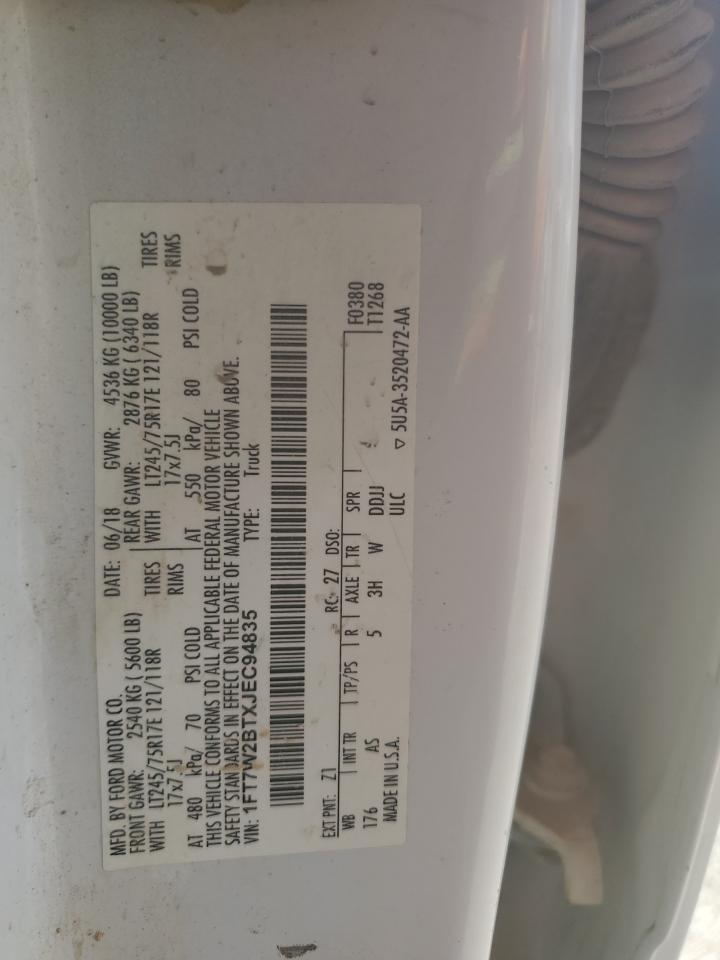 MFD. BY FORD MOTOR CO. DATE: 06/18 GVWR: 4536 KG (10000 LB)
FRONT GAWR: 2540 KG ( 5600 LB) REAR GAWR: 2876 KG ( 6340 LB)
WITH LT245/75R17E 121/118R TIRES WITH LT245/75R17E 121/118R TIRES
17x7.5J RIMS 17x7.5J RIMS
AT 480 kPa/ 70 PSI COLD AT 550 kPa/ 80 PSI COLD
THIS VEHICLE CONFORMS TO ALL APPLICABLE FEDERAL MOTOR VEHICLE
SAFETY STANDARDS IN EFFECT ON THE DATE OF MANUFACTURE SHOWN ABOVE.
VIN: 1FT7W2BTXJEC94835 TYPE: Truck
EXT PNT: Z1 RC: 27 DSO:
WB INT TR TP/PS R AXLE TR SPR F0380
176 AS 5 3H W DDJJ T1268
MADE IN U.S.A. ULC ▽ 5U5A-3520472-AA